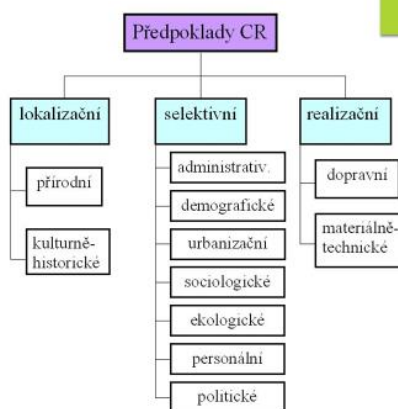 Předpoklady CR
lokalizační
přírodní
kulturně-
historické
selektivní
administrativ.
demografické
urbanizační
sociologické
ekologické
personální
politické
realizační
dopravní
materiálně-
technické